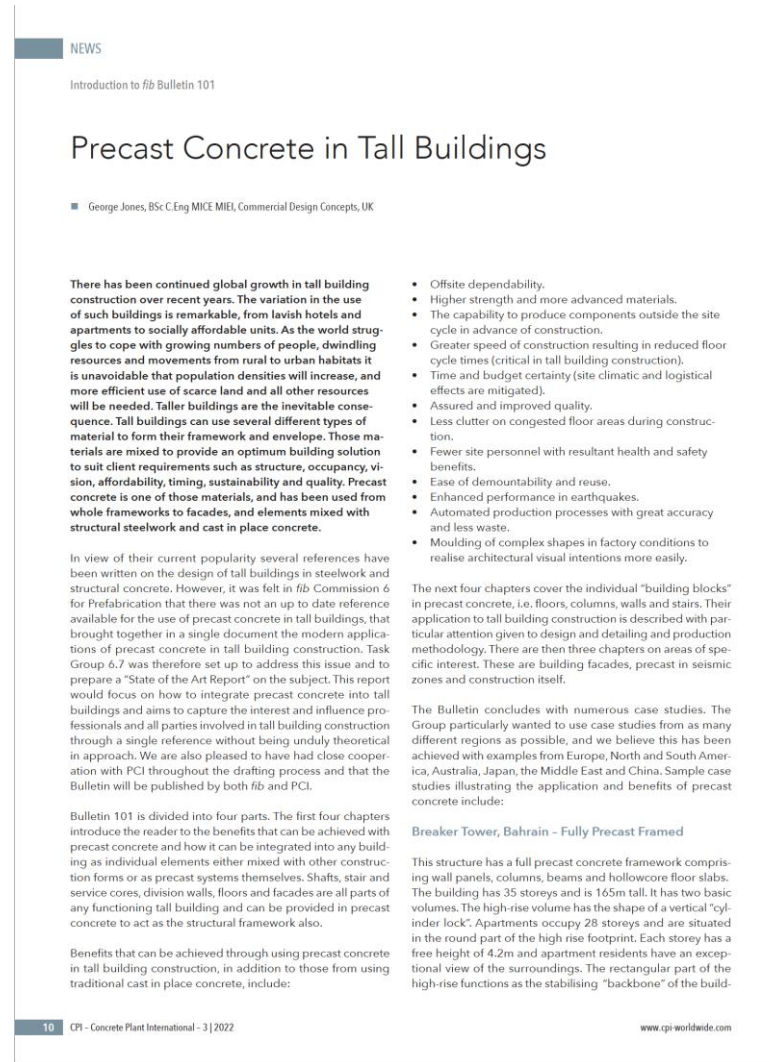 NEWS
Introduction to fib Bulletin 101
Precast Concrete in Tall Buildings
George Jones, BSc C.Eng MICE MIEI, Commercial Design Concepts, UK
There has been continued global growth in tall building
construction over recent years. The variation in the use
of such buildings is remarkable, from lavish hotels and
apartments to socially affordable units. As the world strug-
gles to cope with growing numbers of people, dwindling
resources and movements from rural to urban habitats it
is unavoidable that population densities will increase, and
more efficient use of scarce land and all other resources
will be needed. Taller buildings are the inevitable conse-
quence. Tall buildings can use several different types of
material to form their framework and envelope. Those ma-
terials are mixed to provide an optimum building solution
to suit client requirements such as structure, occupancy, vi-
sion, affordability, timing, sustainability and quality. Precast
concrete is one of those materials, and has been used from
whole frameworks to facades, and elements mixed with
structural steelwork and cast in place concrete.
In view of their current popularity several references have
been written on the design of tall buildings in steelwork and
structural concrete. However, it was felt in fib Commission 6
for Prefabrication that there was not an up to date reference
available for the use of precast concrete in tall buildings, that
brought together in a single document the modern applica-
tions of precast concrete in tall building construction. Task
Group 6.7 was therefore set up to address this issue and to
prepare a "State of the Art Report" on the subject. This report
would focus on how to integrate precast concrete into tall
buildings and aims to capture the interest and influence pro-
fessionals and all parties involved in tall building construction
through a single reference without being unduly theoretical
in approach. We are also pleased to have had close cooper-
ation with PCI throughout the drafting process and that the
Bulletin will be published by both fib and PCI.
Bulletin 101 is divided into four parts. The first four chapters
introduce the reader to the benefits that can be achieved with
precast concrete and how it can be integrated into any build-
ing as individual elements either mixed with other construc-
tion forms or as precast systems themselves. Shafts, stair and
service cores, division walls, floors and facades are all parts of
any functioning tall building and can be provided in precast
concrete to act as the structural framework also.
Benefits that can be achieved through using precast concrete
in tall building construction, in addition to those from using
traditional cast in place concrete, include:
• Offsite dependability.
• Higher strength and more advanced materials.
• The capability to produce components outside the site
cycle in advance of construction.
• Greater speed of construction resulting in reduced floor
cycle times (critical in tall building construction).
• Time and budget certainty (site climatic and logistical
effects are mitigated).
• Assured and improved quality.
• Less clutter on congested floor areas during construc-
tion.
• Fewer site personnel with resultant health and safety
benefits.
• Ease of demountability and reuse.
• Enhanced performance in earthquakes.
• Automated production processes with great accuracy
and less waste.
• Moulding of complex shapes in factory conditions to
realise architectural visual intentions more easily.
The next four chapters cover the individual "building blocks"
in precast concrete, i.e. floors, columns, walls and stairs. Their
application to tall building construction is described with par-
ticular attention given to design and detailing and production
methodology. There are then three chapters on areas of spe-
cific interest. These are building facades, precast in seismic
zones and construction itself.
The Bulletin concludes with numerous case studies. The
Group particularly wanted to use case studies from as many
different regions as possible, and we believe this has been
achieved with examples from Europe, North and South Amer-
ica, Australia, Japan, the Middle East and China. Sample case
studies illustrating the application and benefits of precast
concrete include:
Breaker Tower, Bahrain – Fully Precast Framed
This structure has a full precast concrete framework compris-
ing wall panels, columns, beams and hollowcore floor slabs.
The building has 35 storeys and is 165m tall. It has two basic
volumes. The high-rise volume has the shape of a vertical "cyl-
inder lock". Apartments occupy 28 storeys and are situated
in the round part of the high rise footprint. Each storey has a
free height of 4.2m and apartment residents have an excep-
tional view of the surroundings. The rectangular part of the
high-rise functions as the stabilising "backbone" of the build-
10 CPI – Concrete Plant International – 3 | 2022
www.cpi-worldwide.com